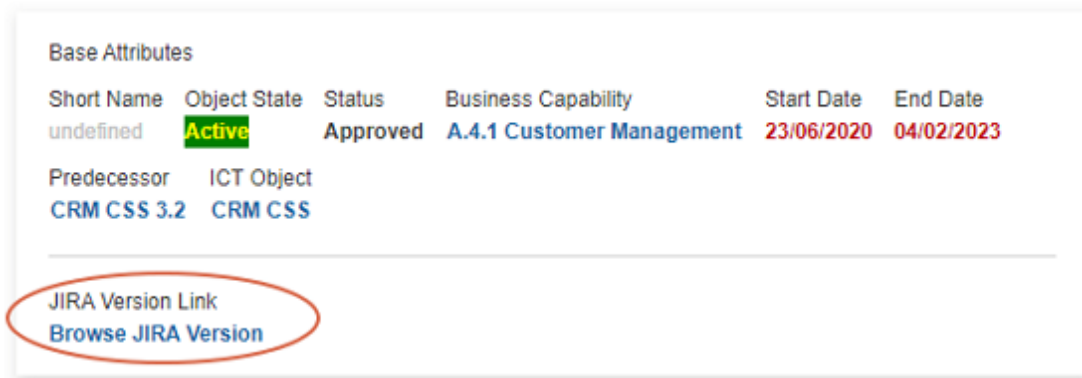 Base Attributes
Short Name Object State Status Business Capability Start Date End Date
undefined Active Approved A.4.1 Customer Management 23/06/2020 04/02/2023
Predecessor ICT Object
CRM CSS 3.2 CRM CSS
JIRA Version Link
Browse JIRA Version